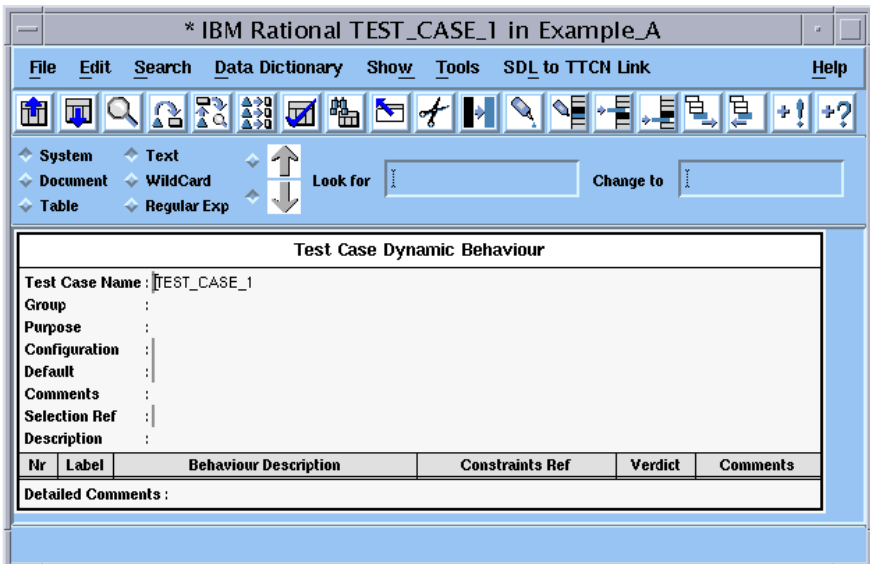 * IBM Rational TEST_CASE_1 in Example_A
File Edit Search Data Dictionary Show Tools SDL to TTCN Link Help
System Text
Document WildCard Look for Change to
Table Regular Exp
Test Case Dynamic Behaviour
Test Case Name : TEST_CASE_1
Group :
Purpose :
Configuration :
Default :
Comments :
Selection Ref :
Description :
Nr Label Behaviour Description Constraints Ref Verdict Comments
Detailed Comments :